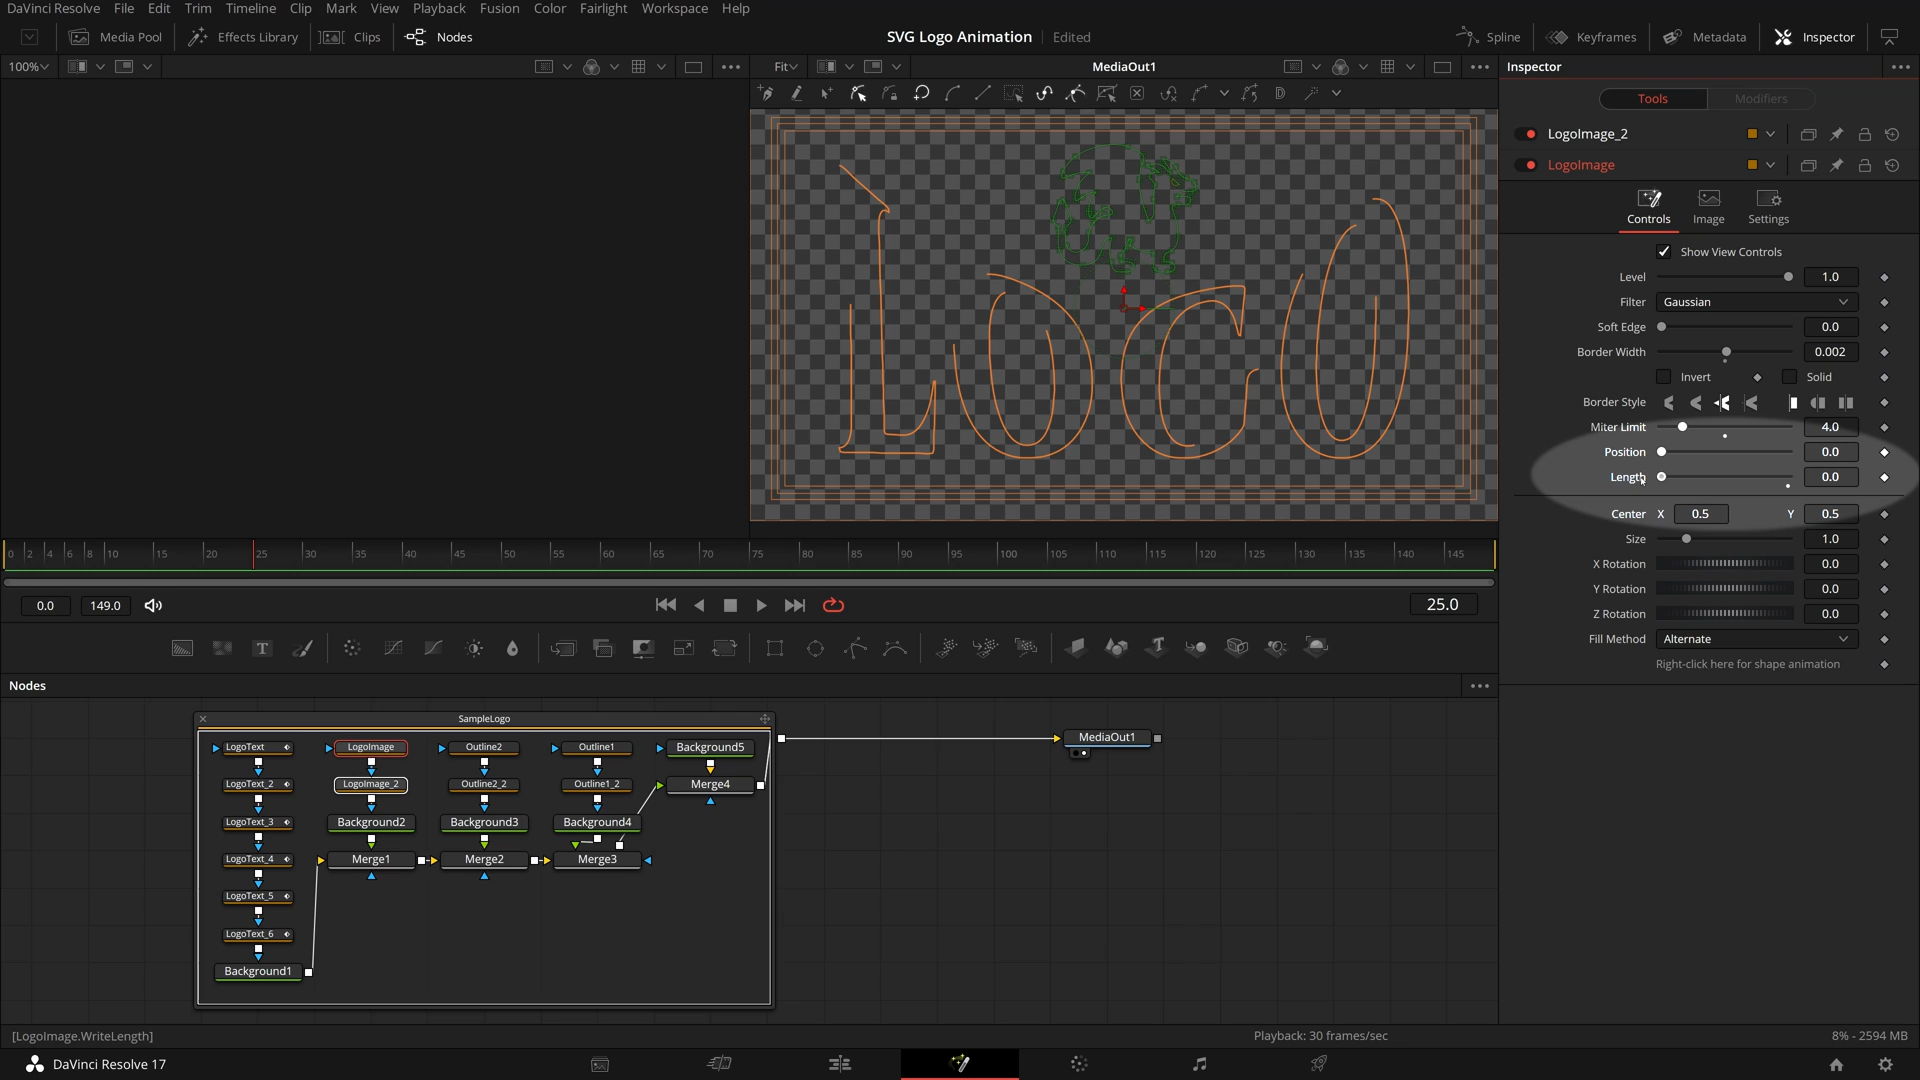 DaVinci Resolve File Edit Trim Timeline Clip Mark View Playback Fusion Color Fairlight Workspace Help
Media Pool Effects Library Clips Nodes SVG Logo Animation Edited Spline Keyframes Metadata Inspector
100% Fit MediaOut1 Inspector
Tools Modifiers
LogoImage_2
LogoImage
Controls Image Settings
Show View Controls
Level 1.0
Filter Gaussian
Soft Edge 0.0
Border Width 0.002
Invert Solid
Border Style
Miter Limit 4.0
Position 0.0
Length 0.0
Center X 0.5 Y 0.5
Size 1.0
X Rotation 0.0
Y Rotation 0.0
Z Rotation 0.0
Fill Method Alternate
Right-click here for shape animation
LOGO
0 2 4 6 8 10 15 20 25 30 35 40 45 50 55 60 65 70 75 80 85 90 95 100 105 110 115 120 125 130 135 140 145
0.0 149.0 25.0
Nodes
SampleLogo
LogoText LogoImage Outline2 Outline1 Background5 MediaOut1
LogoText_2 LogoImage_2 Outline2_2 Outline1_2 Merge4
LogoText_3 Background2 Background3 Background4
LogoText_4 Merge1 Merge2 Merge3
LogoText_5
LogoText_6
Background1
[LogoImage.WriteLength] Playback: 30 frames/sec 8% - 2594 MB
DaVinci Resolve 17